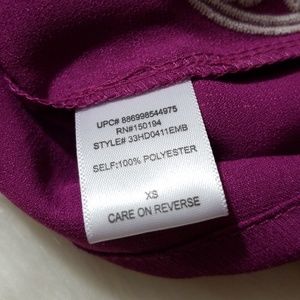 UPC# 886998544975
RN#150194
STYLE# 33HD0411EMB
SELF:100% POLYESTER
XS
CARE ON REVERSE